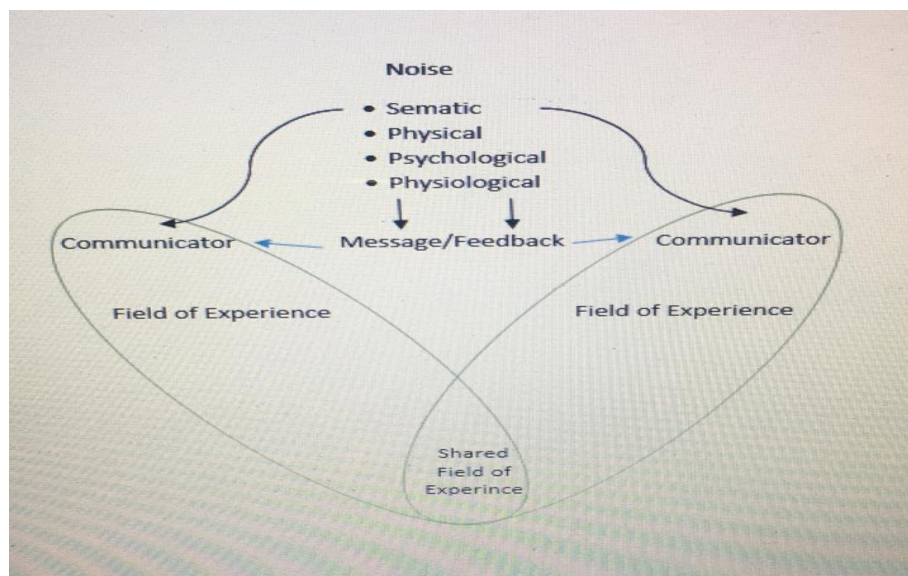 Noise
• Sematic
• Physical
• Psychological
• Physiological
Communicator
Message/Feedback
Communicator
Field of Experience
Field of Experience
Shared
Field of
Experince